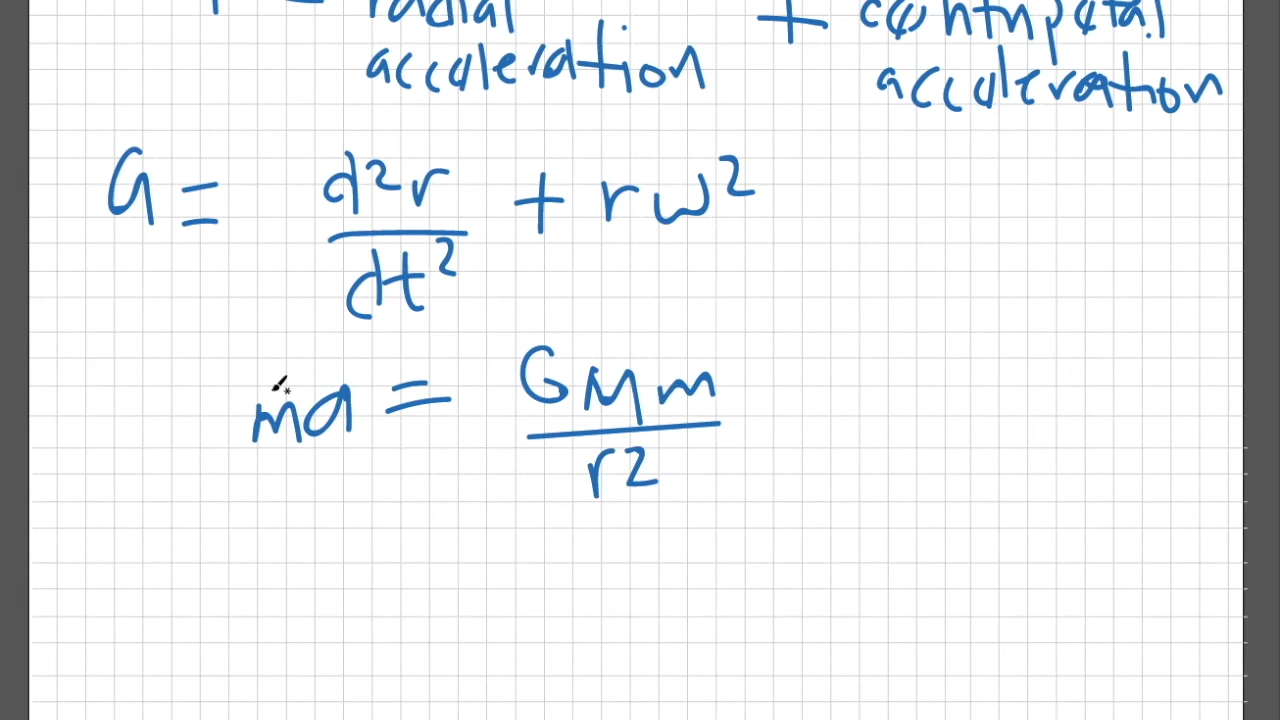 radial + centripetal
acceleration acceleration
a = d²r/dt² + rω²
ma = GMm/r2